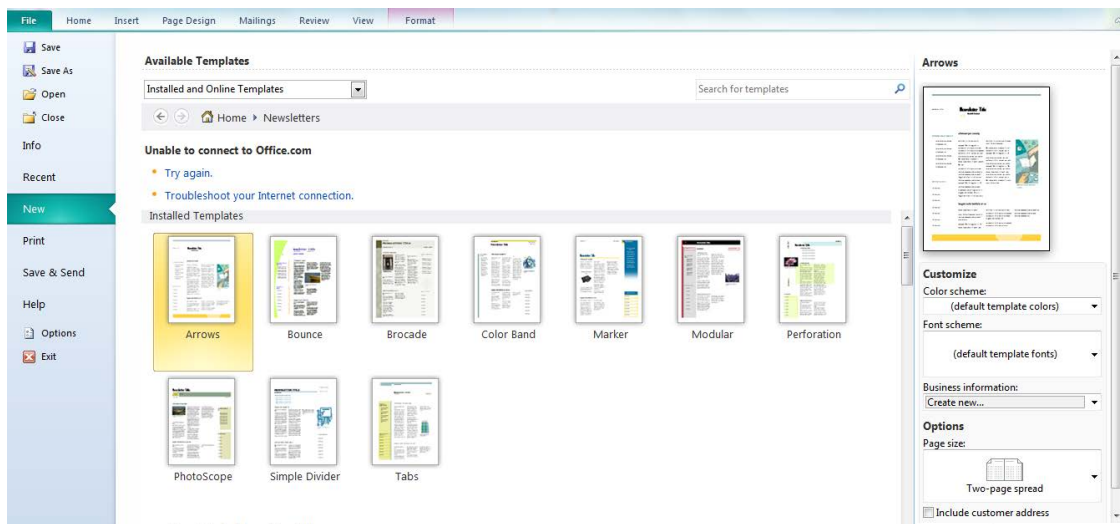 File Home Insert Page Design Mailings Review View Format
Save
Save As
Open
Close
Info
Recent
New
Print
Save & Send
Help
Options
Exit
Available Templates
Installed and Online Templates
Search for templates
Home Newsletters
Unable to connect to Office.com
Try again.
Troubleshoot your Internet connection.
Installed Templates
Arrows Bounce Brocade Color Band Marker Modular Perforation
PhotoScope Simple Divider Tabs
Arrows
Newsletter Title
Customize
Color scheme:
(default template colors)
Font scheme:
(default template fonts)
Business information:
Create new...
Options
Page size:
Two-page spread
Include customer address